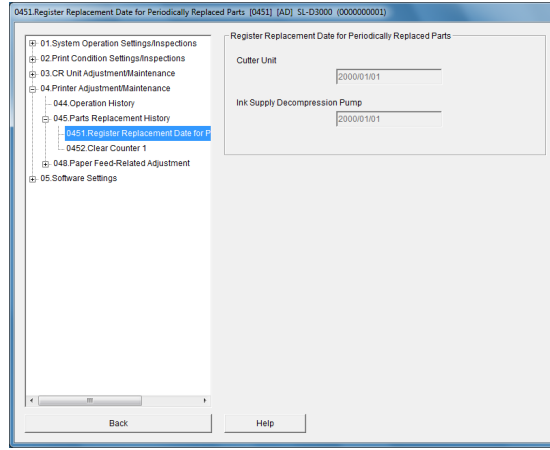 0451.Register Replacement Date for Periodically Replaced Parts [0451] [AD] SL-D3000 (0000000001)
01.System Operation Settings/Inspections
02.Print Condition Settings/Inspections
03.CR Unit Adjustment/Maintenance
04.Printer Adjustment/Maintenance
044.Operation History
045.Parts Replacement History
0451.Register Replacement Date for P
0452.Clear Counter 1
048.Paper Feed-Related Adjustment
05.Software Settings
Register Replacement Date for Periodically Replaced Parts
Cutter Unit
2000/01/01
Ink Supply Decompression Pump
2000/01/01
Back
Help